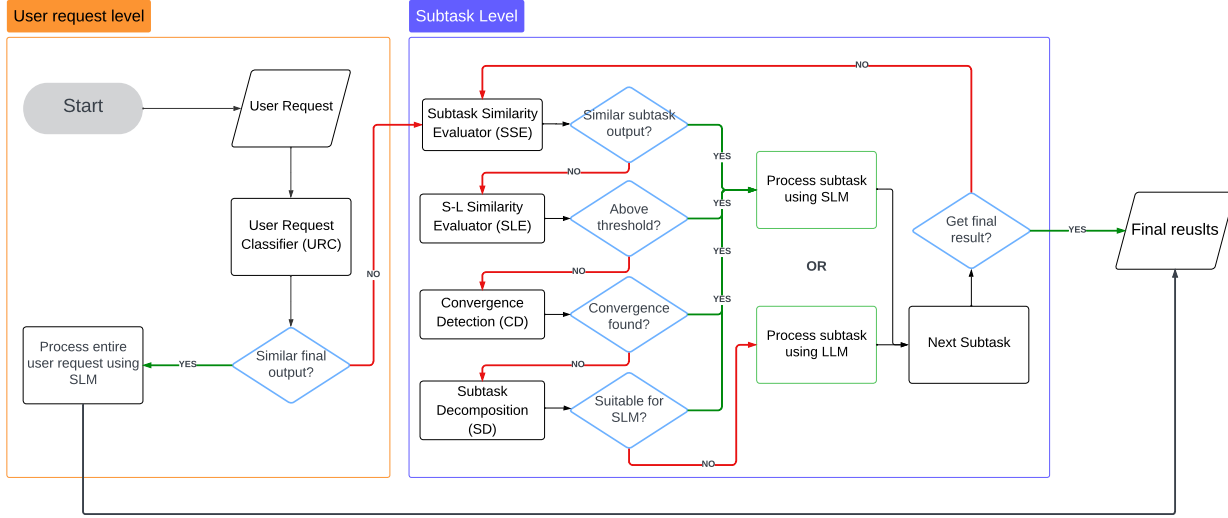 User request level
Subtask Level
Start
User Request
User Request
Classifier (URC)
Similar final
output?
YES
NO
Process entire
user request using
SLM
Subtask Similarity
Evaluator (SSE)
Similar subtask
output?
NO
YES
NO
S-L Similarity
Evaluator (SLE)
Above
threshold?
YES
NO
Convergence
Detection (CD)
Convergence
found?
YES
NO
Subtask
Decomposition
(SD)
Suitable for
SLM?
YES
NO
Process subtask
using SLM
OR
Process subtask
using LLM
Next Subtask
Get final
result?
YES
Final reuslts